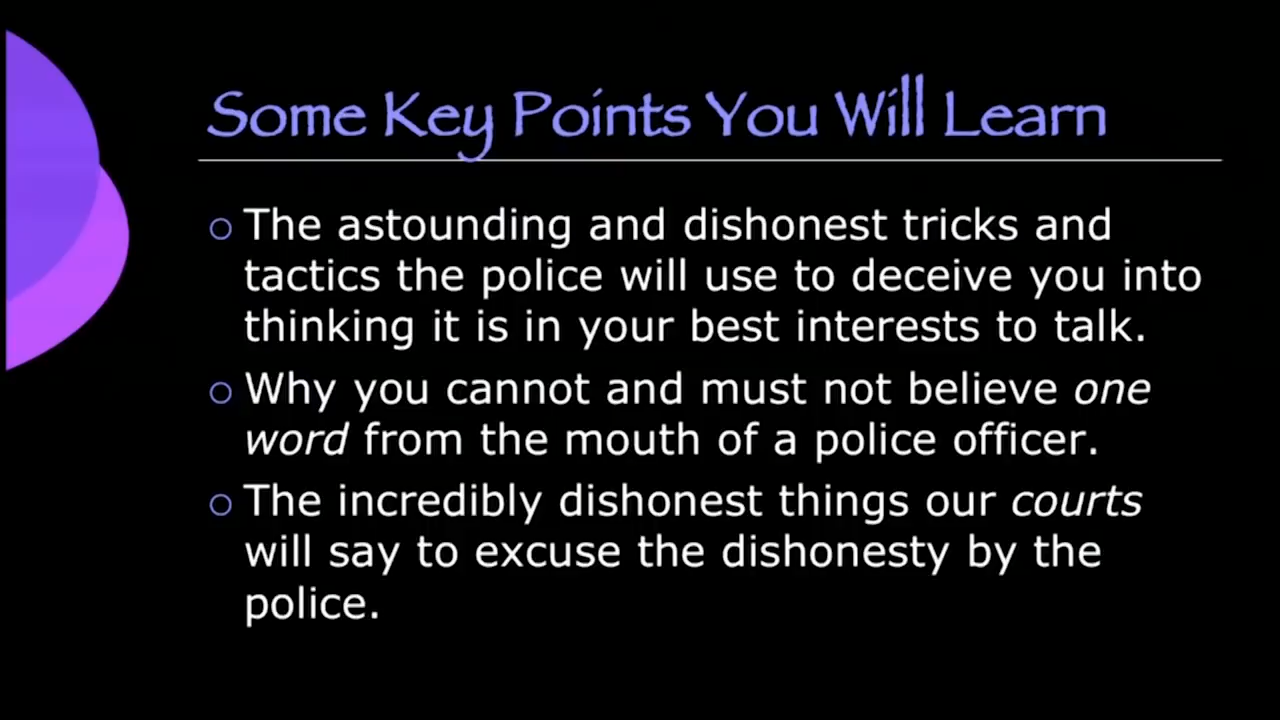 Some Key Points You Will Learn
The astounding and dishonest tricks and
tactics the police will use to deceive you into
thinking it is in your best interests to talk.
Why you cannot and must not believe one
word from the mouth of a police officer.
The incredibly dishonest things our courts
will say to excuse the dishonesty by the
police.